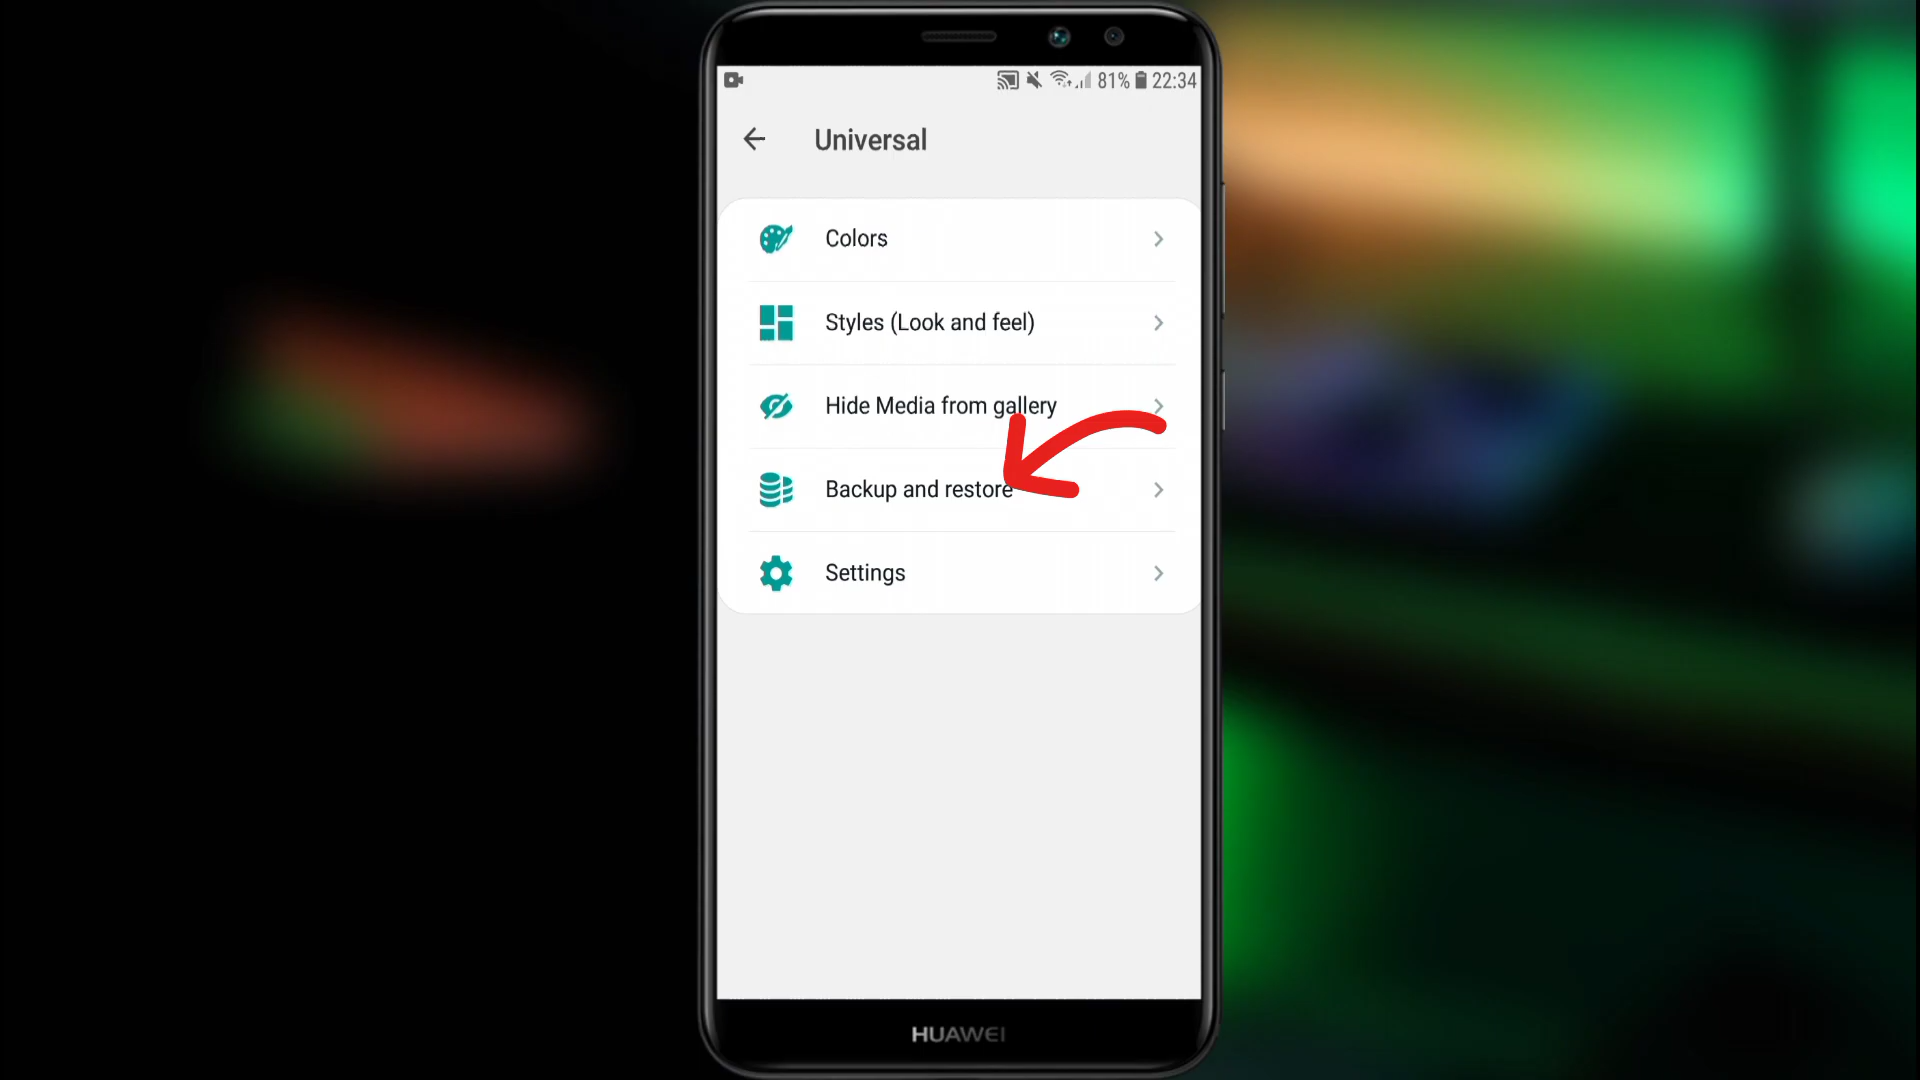 81% 22:34
Universal
Colors
Styles (Look and feel)
Hide Media from gallery
Backup and restore
Settings
HUAWEI